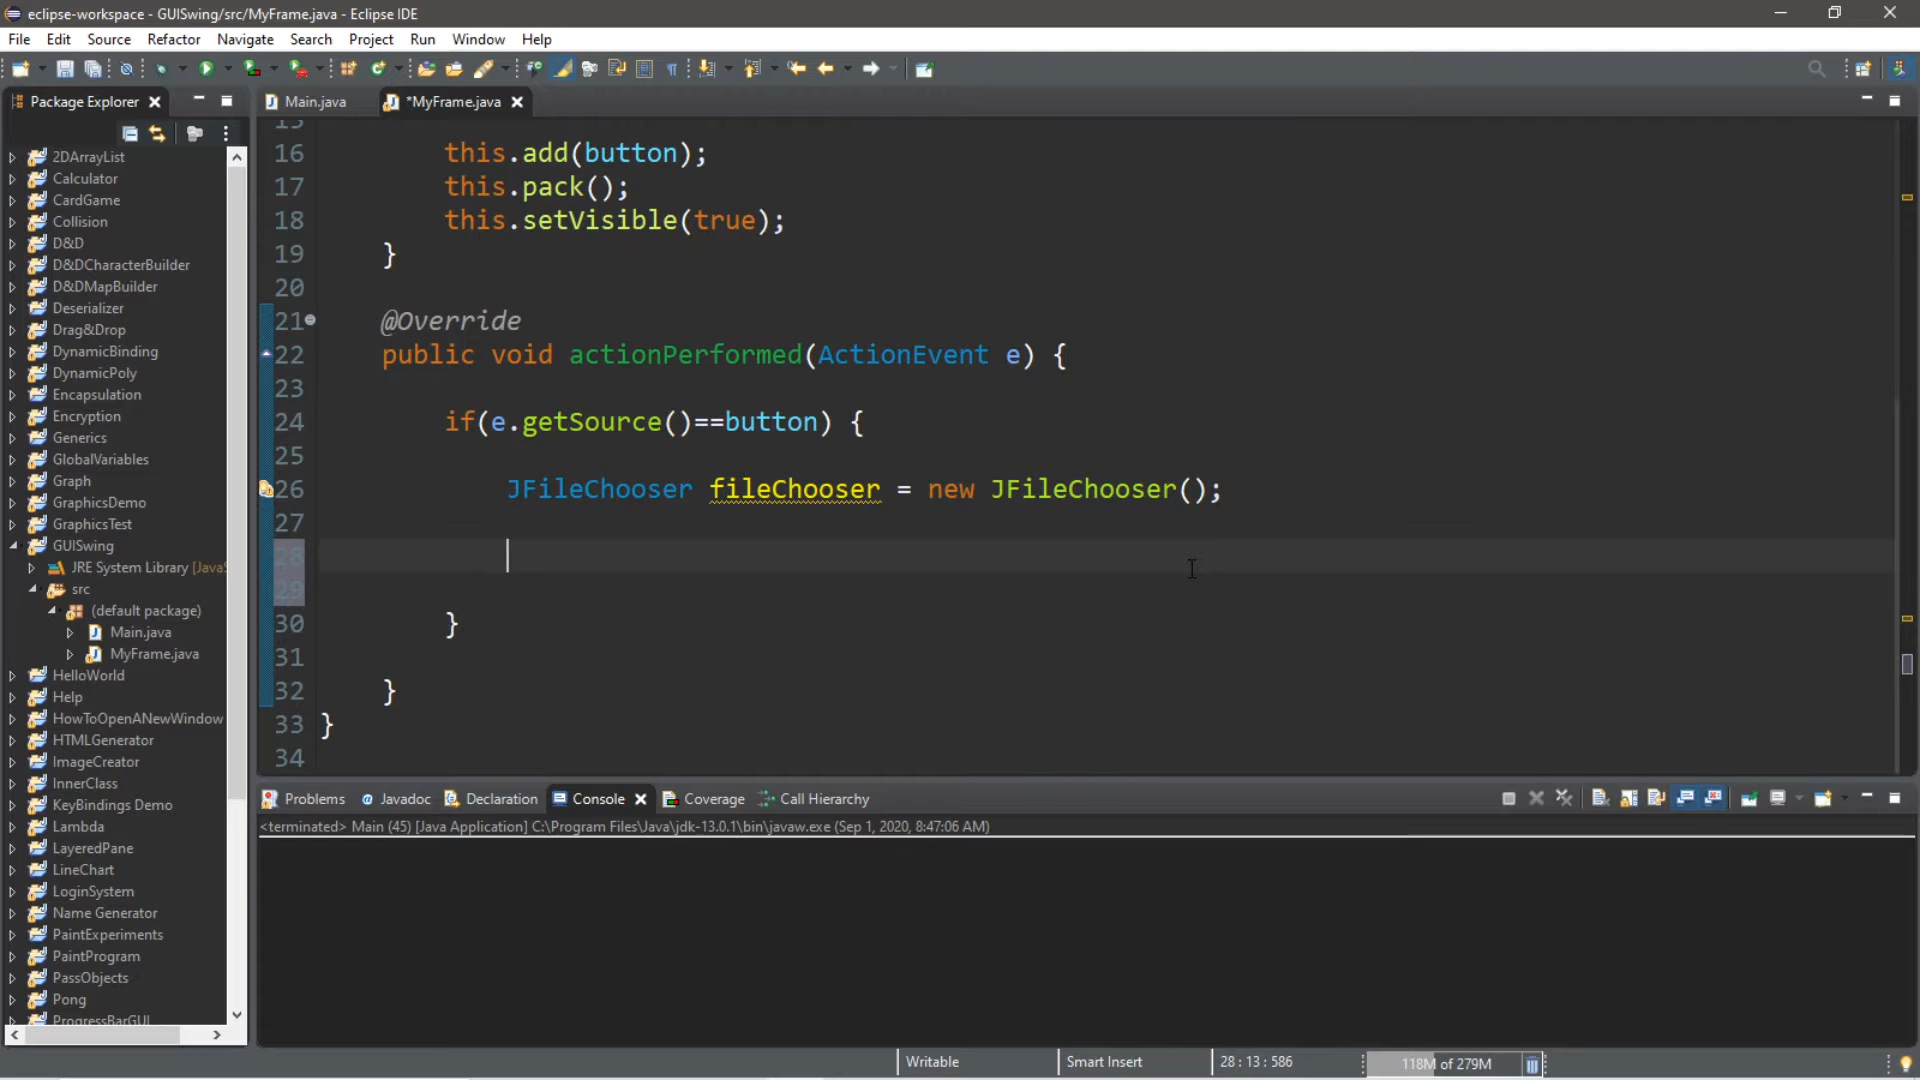 eclipse-workspace - GUISwing/src/MyFrame.java - Eclipse IDE
File Edit Source Refactor Navigate Search Project Run Window Help
Package Explorer
Main.java
*MyFrame.java
2DArrayList
Calculator
CardGame
Collision
D&D
D&DCharacterBuilder
D&DMapBuilder
Deserializer
Drag&Drop
DynamicBinding
DynamicPoly
Encapsulation
Encryption
Generics
GlobalVariables
Graph
GraphicsDemo
GraphicsTest
GUISwing
JRE System Library [JavaS
src
(default package)
Main.java
MyFrame.java
HelloWorld
Help
HowToOpenANewWindow
HTMLGenerator
ImageCreator
InnerClass
KeyBindings Demo
Lambda
LayeredPane
LineChart
LoginSystem
Name Generator
PaintExperiments
PaintProgram
PassObjects
Pong
ProgressBarGUI
15
16 this.add(button);
17 this.pack();
18 this.setVisible(true);
19 }
20
21 @Override
22 public void actionPerformed(ActionEvent e) {
23
24 if(e.getSource()==button) {
25
26 JFileChooser fileChooser = new JFileChooser();
27
28
29
30 }
31
32 }
33 }
34
Problems Javadoc Declaration Console Coverage Call Hierarchy
<terminated> Main (45) [Java Application] C:\Program Files\Java\jdk-13.0.1\bin\javaw.exe (Sep 1, 2020, 8:47:06 AM)
Writable Smart Insert 28 : 13 : 586 118M of 279M